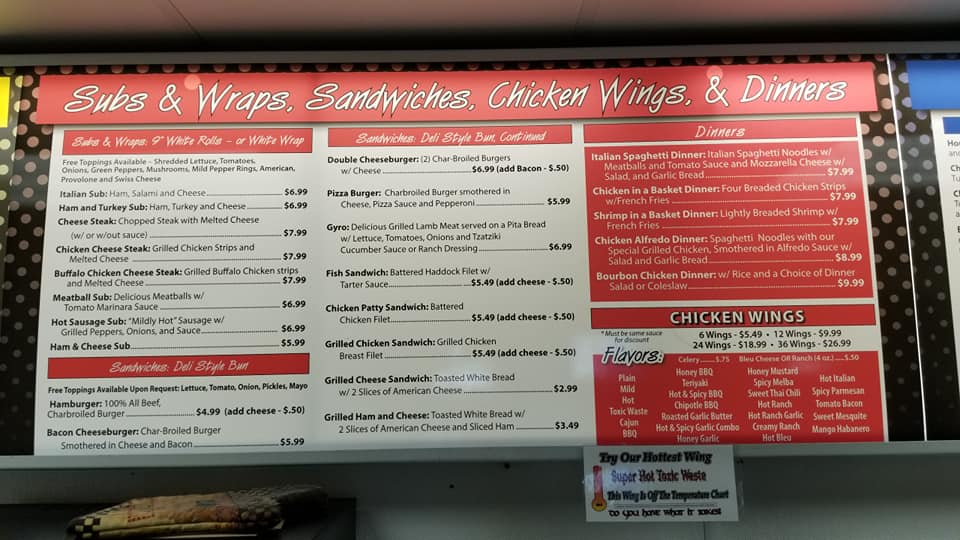 Subs & Wraps, Sandwiches, Chicken Wings, & Dinners
Subs & Wraps: 9" White Rolls - or White Wrap
Free Toppings Available – Shredded Lettuce, Tomatoes,
Onions, Green Peppers, Mushrooms, Mild Pepper Rings, American,
Provolone and Swiss Cheese
Italian Sub: Ham, Salami and Cheese $6.99
Ham and Turkey Sub: Ham, Turkey and Cheese $6.99
Cheese Steak: Chopped Steak with Melted Cheese
(w/ or w/out sauce) $7.99
Chicken Cheese Steak: Grilled Chicken Strips and
Melted Cheese $7.99
Buffalo Chicken Cheese Steak: Grilled Buffalo Chicken strips
and Melted Cheese $7.99
Meatball Sub: Delicious Meatballs w/
Tomato Marinara Sauce $6.99
Hot Sausage Sub: "Mildly Hot" Sausage w/
Grilled Peppers, Onions, and Sauce $6.99
Ham & Cheese Sub $5.99
Sandwiches: Deli Style Bun
Free Toppings Available Upon Request: Lettuce, Tomato, Onion, Pickles, Mayo
Hamburger: 100% All Beef,
Charbroiled Burger $4.99 (add cheese - $.50)
Bacon Cheeseburger: Char-Broiled Burger
Smothered in Cheese and Bacon $5.99
Sandwiches: Deli Style Bun, Continued
Double Cheeseburger: (2) Char-Broiled Burgers
w/ Cheese $6.99 (add Bacon - $.50)
Pizza Burger: Charbroiled Burger smothered in
Cheese, Pizza Sauce and Pepperoni $5.99
Gyro: Delicious Grilled Lamb Meat served on a Pita Bread
w/ Lettuce, Tomatoes, Onions and Tzatziki
Cucumber Sauce or Ranch Dressing $6.99
Fish Sandwich: Battered Haddock Filet w/
Tarter Sauce $5.49 (add cheese - $.50)
Chicken Patty Sandwich: Battered
Chicken Filet $5.49 (add cheese - $.50)
Grilled Chicken Sandwich: Grilled Chicken
Breast Filet $5.49 (add cheese - $.50)
Grilled Cheese Sandwich: Toasted White Bread
w/ 2 Slices of American Cheese $2.99
Grilled Ham and Cheese: Toasted White Bread w/
2 Slices of American Cheese and Sliced Ham $3.49
Dinners
Italian Spaghetti Dinner: Italian Spaghetti Noodles w/
Meatballs and Tomato Sauce and Mozzarella Cheese w/
Salad, and Garlic Bread $7.99
Chicken in a Basket Dinner: Four Breaded Chicken Strips
w/French Fries $7.99
Shrimp in a Basket Dinner: Lightly Breaded Shrimp w/
French Fries $7.99
Chicken Alfredo Dinner: Spaghetti Noodles with our
Special Grilled Chicken, Smothered in Alfredo Sauce w/
Salad and Garlic Bread $8.99
Bourbon Chicken Dinner: w/ Rice and a Choice of Dinner
Salad or Coleslaw $9.99
CHICKEN WINGS
* Must be same sauce
for discount
6 Wings - $5.49 • 12 Wings - $9.99
24 Wings - $18.99 • 36 Wings - $26.99
Flavors:
Celery $.75 Bleu Cheese OR Ranch (4 oz.) $.50
Plain
Mild
Hot
Toxic Waste
Cajun
BBQ
Honey BBQ
Teriyaki
Hot & Spicy BBQ
Chipotle BBQ
Roasted Garlic Butter
Hot & Spicy Garlic Combo
Honey Garlic
Honey Mustard
Spicy Melba
Sweet Thai Chili
Hot Ranch
Hot Ranch Garlic
Creamy Ranch
Hot Bleu
Hot Italian
Spicy Parmesan
Tomato Bacon
Sweet Mesquite
Mango Habanero
Try Our Hottest Wing
Super Hot Toxic Waste
This Wing Is Off The Temperature Chart
Do you Have what it takes!